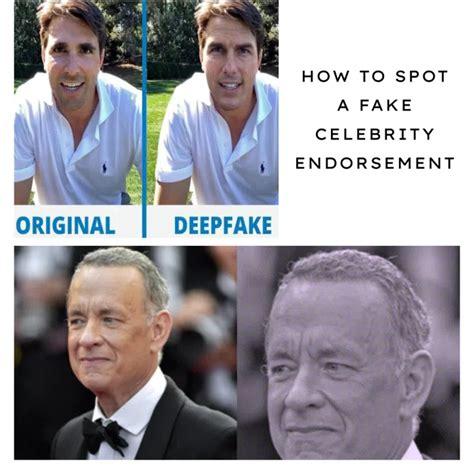 HOW TO SPOT
A FAKE
CELEBRITY
ENDORSEMENT
ORIGINAL
DEEPFAKE